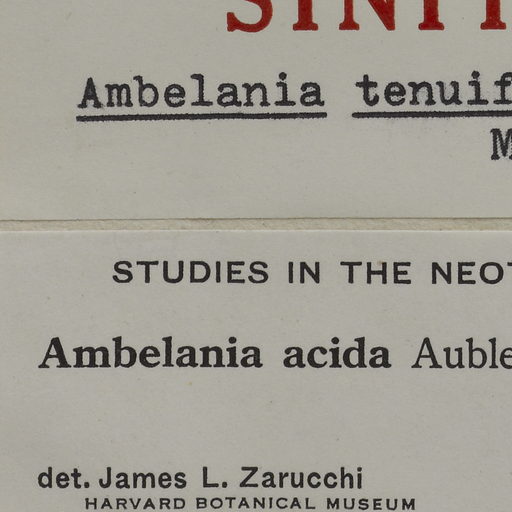 Ambelania tenuif
M
STUDIES IN THE NEOT
Ambelania acida Auble
det. James L. Zarucchi
HARVARD BOTANICAL MUSEUM